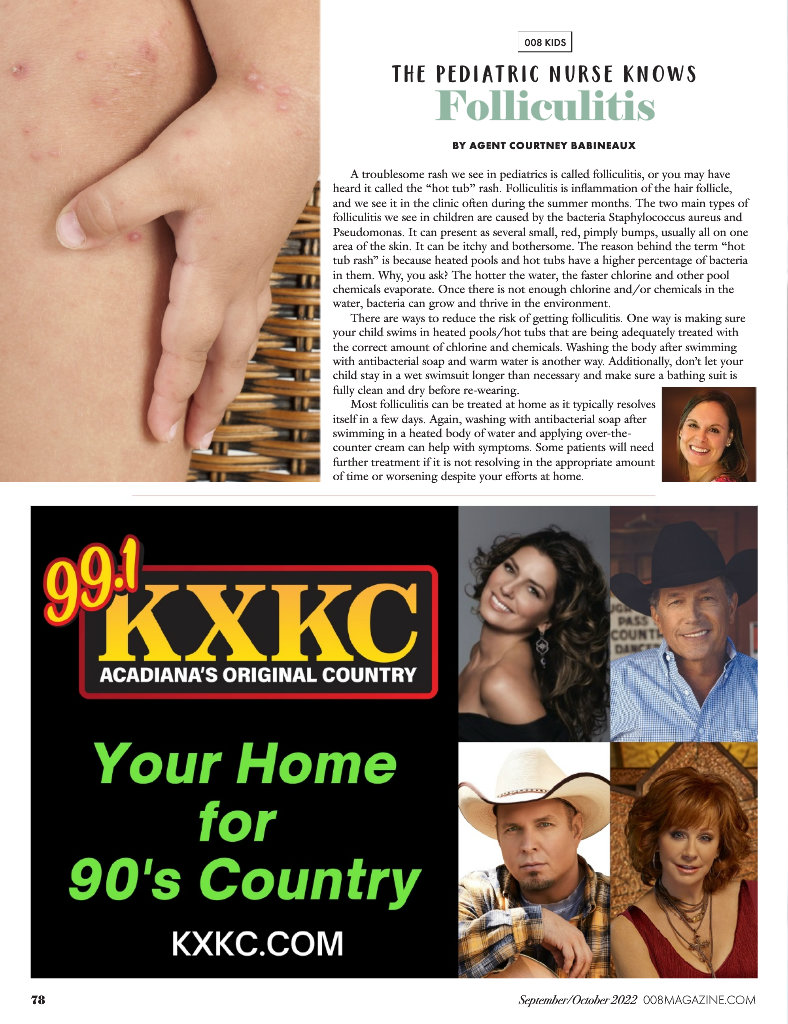 008 KIDS
THE PEDIATRIC NURSE KNOWS
Folliculitis
BY AGENT COURTNEY BABINEAUX
A troublesome rash we see in pediatrics is called folliculitis, or you may have
heard it called the “hot tub” rash. Folliculitis is inflammation of the hair follicle,
and we see it in the clinic often during the summer months. The two main types of
folliculitis we see in children are caused by the bacteria Staphylococcus aureus and
Pseudomonas. It can present as several small, red, pimply bumps, usually all on one
area of the skin. It can be itchy and bothersome. The reason behind the term “hot
tub rash” is because heated pools and hot tubs have a higher percentage of bacteria
in them. Why, you ask? The hotter the water, the faster chlorine and other pool
chemicals evaporate. Once there is not enough chlorine and/or chemicals in the
water, bacteria can grow and thrive in the environment.
There are ways to reduce the risk of getting folliculitis. One way is making sure
your child swims in heated pools/hot tubs that are being adequately treated with
the correct amount of chlorine and chemicals. Washing the body after swimming
with antibacterial soap and warm water is another way. Additionally, don’t let your
child stay in a wet swimsuit longer than necessary and make sure a bathing suit is
fully clean and dry before re-wearing.
Most folliculitis can be treated at home as it typically resolves
itself in a few days. Again, washing with antibacterial soap after
swimming in a heated body of water and applying over-the-
counter cream can help with symptoms. Some patients will need
further treatment if it is not resolving in the appropriate amount
of time or worsening despite your efforts at home.
99.1
KXKC
ACADIANA'S ORIGINAL COUNTRY
Your Home
for
90's Country
KXKC.COM
PASS
COUNT
DANCE
78
September/October 2022 008MAGAZINE.COM